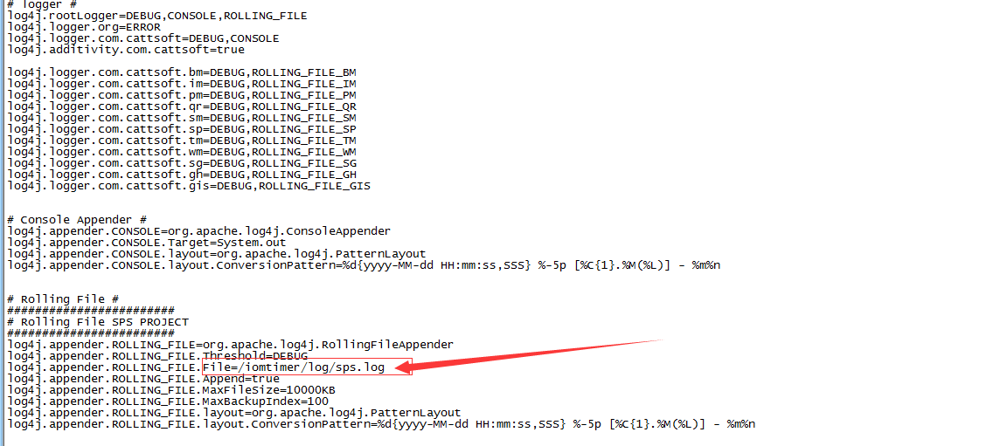 # logger #
log4j.rootLogger=DEBUG,CONSOLE,ROLLING_FILE
log4j.logger.org=ERROR
log4j.logger.com.cattsoft=DEBUG,CONSOLE
log4j.additivity.com.cattsoft=true
log4j.logger.com.cattsoft.bm=DEBUG,ROLLING_FILE_BM
log4j.logger.com.cattsoft.im=DEBUG,ROLLING_FILE_IM
log4j.logger.com.cattsoft.pm=DEBUG,ROLLING_FILE_PM
log4j.logger.com.cattsoft.qr=DEBUG,ROLLING_FILE_QR
log4j.logger.com.cattsoft.sm=DEBUG,ROLLING_FILE_SM
log4j.logger.com.cattsoft.sp=DEBUG,ROLLING_FILE_SP
log4j.logger.com.cattsoft.tm=DEBUG,ROLLING_FILE_TM
log4j.logger.com.cattsoft.wm=DEBUG,ROLLING_FILE_WM
log4j.logger.com.cattsoft.sg=DEBUG,ROLLING_FILE_SG
log4j.logger.com.cattsoft.gh=DEBUG,ROLLING_FILE_GH
log4j.logger.com.cattsoft.gis=DEBUG,ROLLING_FILE_GIS
# Console Appender #
log4j.appender.CONSOLE=org.apache.log4j.ConsoleAppender
log4j.appender.CONSOLE.Target=System.out
log4j.appender.CONSOLE.layout=org.apache.log4j.PatternLayout
log4j.appender.CONSOLE.layout.ConversionPattern=%d{yyyy-MM-dd HH:mm:ss,SSS} %-5p [%C{1}.%M(%L)] - %m%n
# Rolling File #
########################
# Rolling File SPS PROJECT
########################
log4j.appender.ROLLING_FILE=org.apache.log4j.RollingFileAppender
log4j.appender.ROLLING_FILE.Threshold=DEBUG
log4j.appender.ROLLING_FILE.File=/iomtimer/log/sps.log
log4j.appender.ROLLING_FILE.Append=true
log4j.appender.ROLLING_FILE.MaxFileSize=10000KB
log4j.appender.ROLLING_FILE.MaxBackupIndex=100
log4j.appender.ROLLING_FILE.layout=org.apache.log4j.PatternLayout
log4j.appender.ROLLING_FILE.layout.ConversionPattern=%d{yyyy-MM-dd HH:mm:ss,SSS} %-5p [%C{1}.%M(%L)] - %m%n